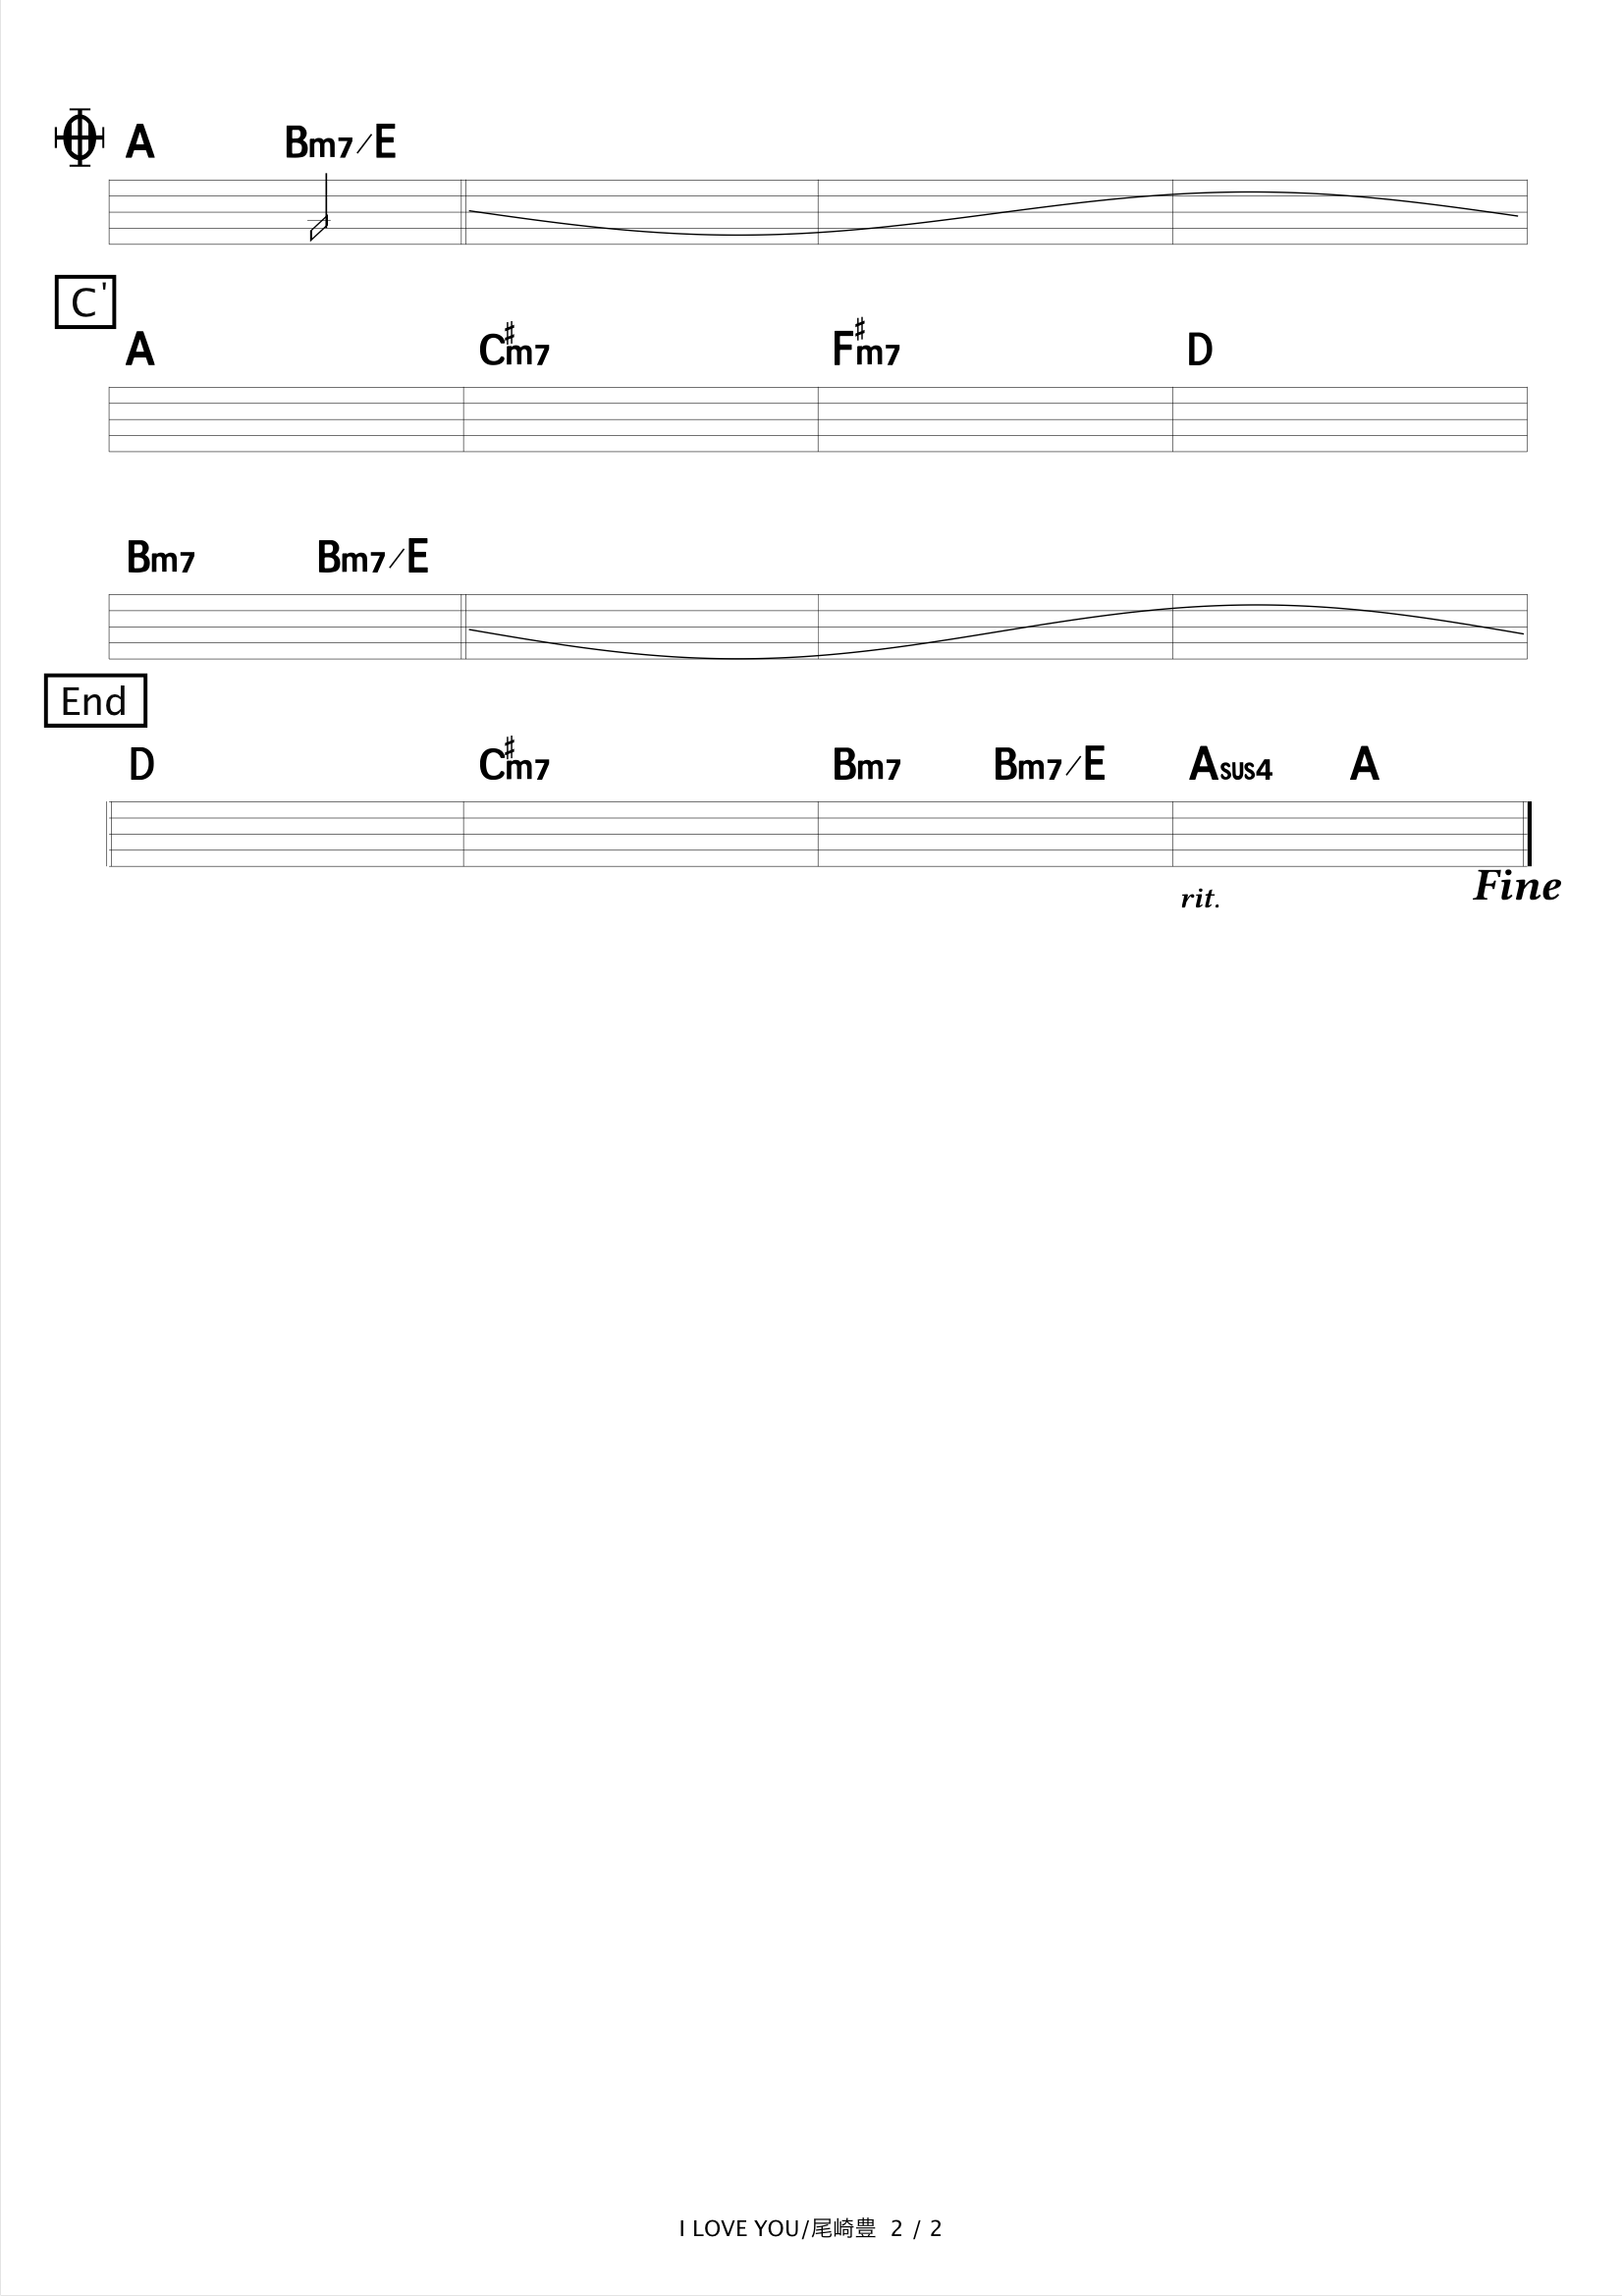 A Bm7/E
C'
A C♯m7 F♯m7 D
Bm7 Bm7/E
End
D C♯m7 Bm7 Bm7/E Asus4 A
rit. Fine
I LOVE YOU/尾崎豊 2 / 2